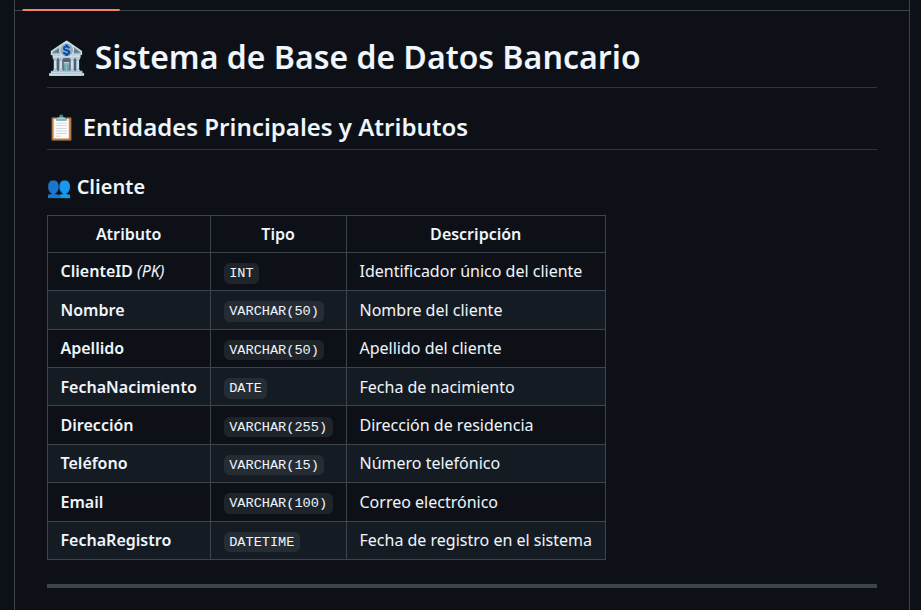 Sistema de Base de Datos Bancario
Entidades Principales y Atributos
Cliente
Atributo Tipo Descripción
ClienteID (PK) INT Identificador único del cliente
Nombre VARCHAR(50) Nombre del cliente
Apellido VARCHAR(50) Apellido del cliente
FechaNacimiento DATE Fecha de nacimiento
Dirección VARCHAR(255) Dirección de residencia
Teléfono VARCHAR(15) Número telefónico
Email VARCHAR(100) Correo electrónico
FechaRegistro DATETIME Fecha de registro en el sistema